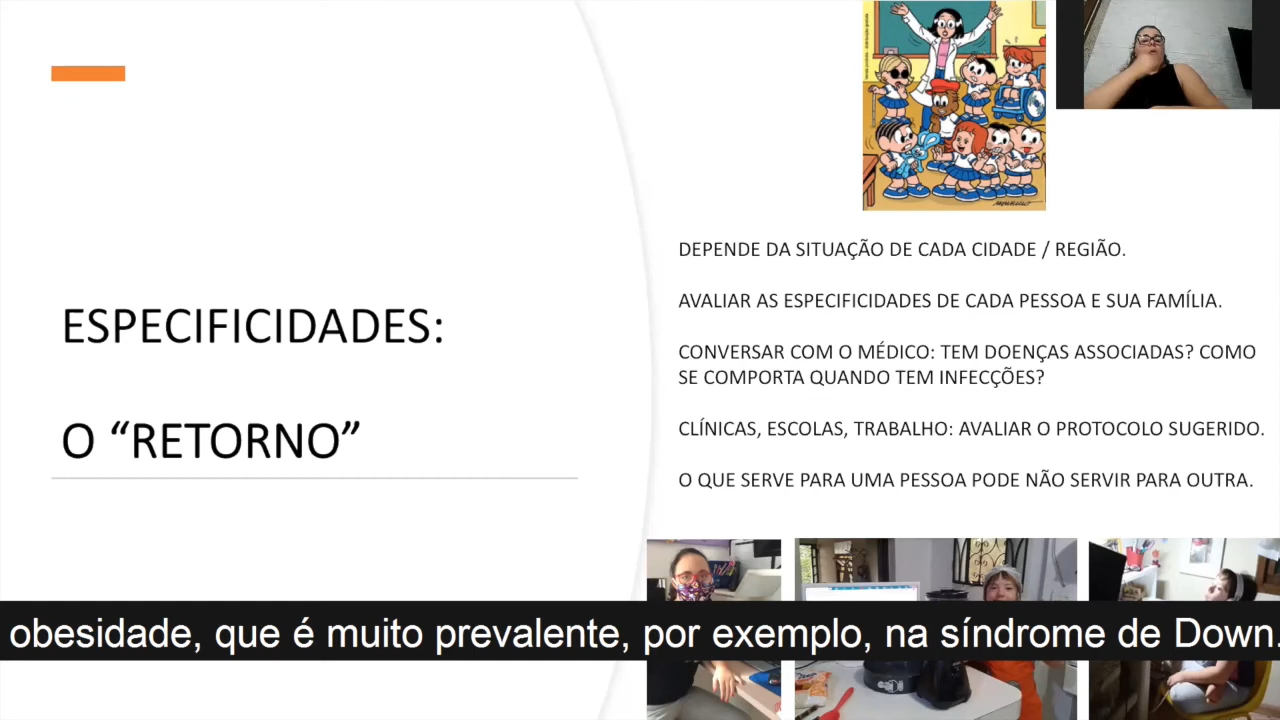 ESPECIFICIDADES:
O “RETORNO”
DEPENDE DA SITUAÇÃO DE CADA CIDADE / REGIÃO.
AVALIAR AS ESPECIFICIDADES DE CADA PESSOA E SUA FAMÍLIA.
CONVERSAR COM O MÉDICO: TEM DOENÇAS ASSOCIADAS? COMO
SE COMPORTA QUANDO TEM INFECÇÕES?
CLÍNICAS, ESCOLAS, TRABALHO: AVALIAR O PROTOCOLO SUGERIDO.
O QUE SERVE PARA UMA PESSOA PODE NÃO SERVIR PARA OUTRA.
obesidade, que é muito prevalente, por exemplo, na síndrome de Down.